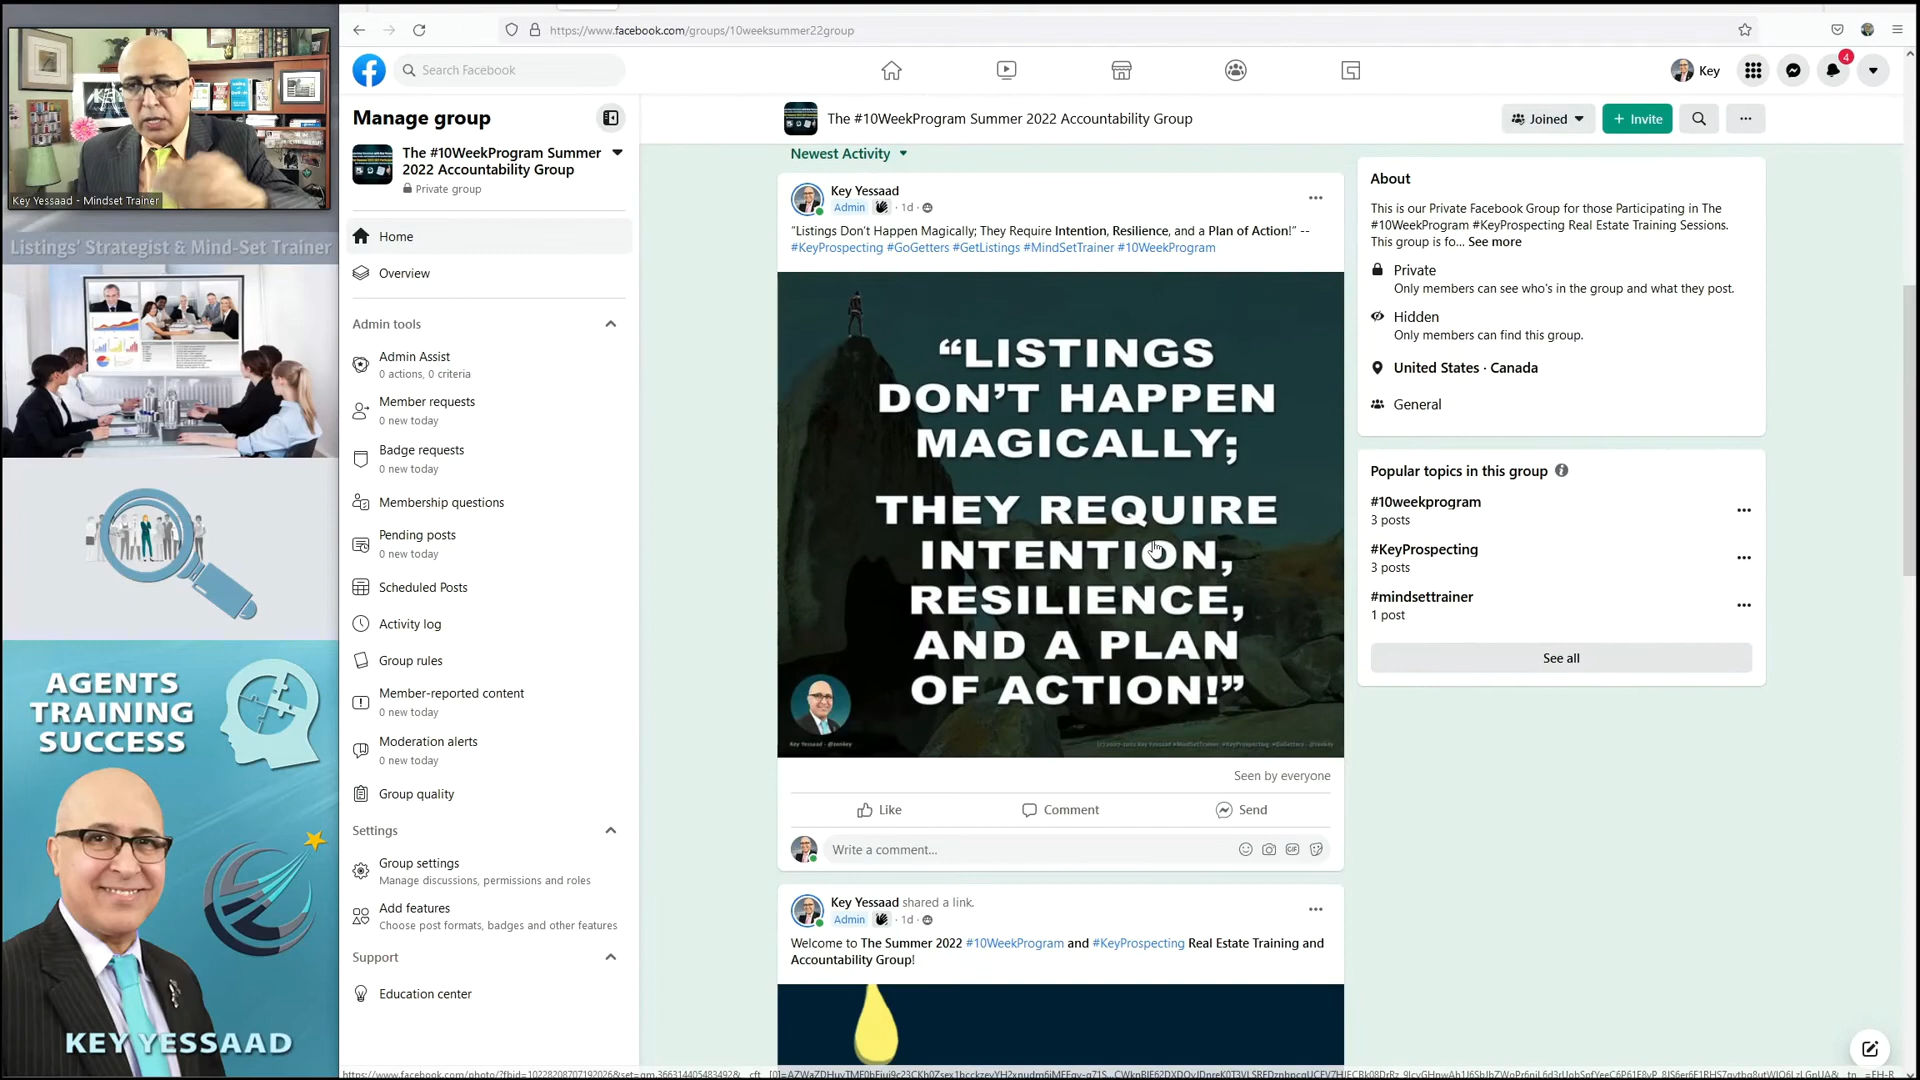 Key Yessaad - Mindset Trainer
Listings' Strategist & Mind-Set Trainer
AGENTS
TRAINING
SUCCESS
KEY YESSAAD
https://www.facebook.com/groups/10weeksummer22group
Search Facebook
Key
4
Manage group
The #10WeekProgram Summer
2022 Accountability Group
Private group
Home
Overview
Admin tools
Admin Assist
0 actions, 0 criteria
Member requests
0 new today
Badge requests
0 new today
Membership questions
Pending posts
0 new today
Scheduled Posts
Activity log
Group rules
Member-reported content
0 new today
Moderation alerts
0 new today
Group quality
Settings
Group settings
Manage discussions, permissions and roles
Add features
Choose post formats, badges and other features
Support
Education center
The #10WeekProgram Summer 2022 Accountability Group
Joined
+ Invite
Newest Activity
Key Yessaad
Admin · 1d ·
"Listings Don't Happen Magically; They Require Intention, Resilience, and a Plan of Action!" --
#KeyProspecting #GoGetters #GetListings #MindSetTrainer #10WeekProgram
"LISTINGS
DON'T HAPPEN
MAGICALLY;
THEY REQUIRE
INTENTION,
RESILIENCE,
AND A PLAN
OF ACTION!"
Key Yessaad - @zenkey
Seen by everyone
Like
Comment
Send
Write a comment...
GIF
Key Yessaad shared a link.
Admin · 1d ·
Welcome to The Summer 2022 #10WeekProgram and #KeyProspecting Real Estate Training and
Accountability Group!
About
This is our Private Facebook Group for those Participating in The
#10WeekProgram #KeyProspecting Real Estate Training Sessions.
This group is fo... See more
Private
Only members can see who's in the group and what they post.
Hidden
Only members can find this group.
United States · Canada
General
Popular topics in this group
#10weekprogram
3 posts
#KeyProspecting
3 posts
#mindsettrainer
1 post
See all